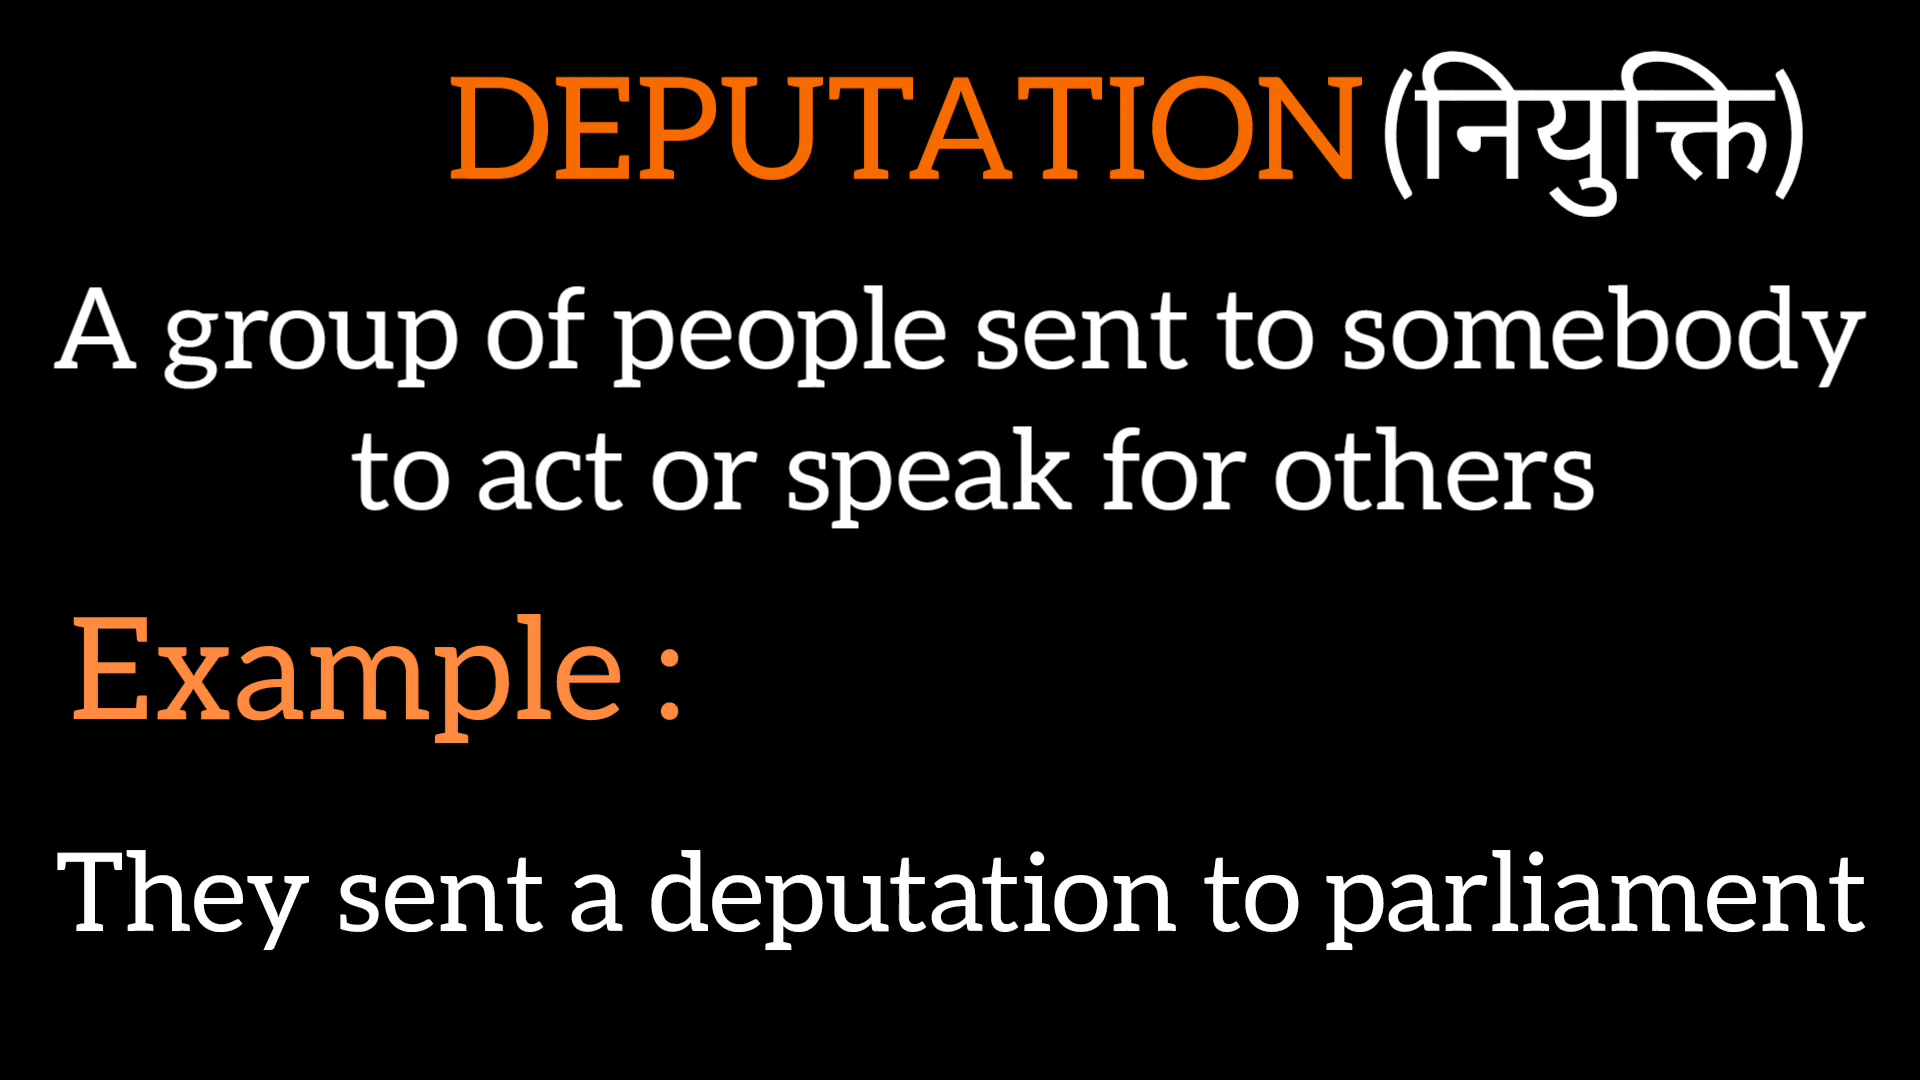 DEPUTATION (नियुक्ति)
A group of people sent to somebody
to act or speak for others
Example :
They sent a deputation to parliament